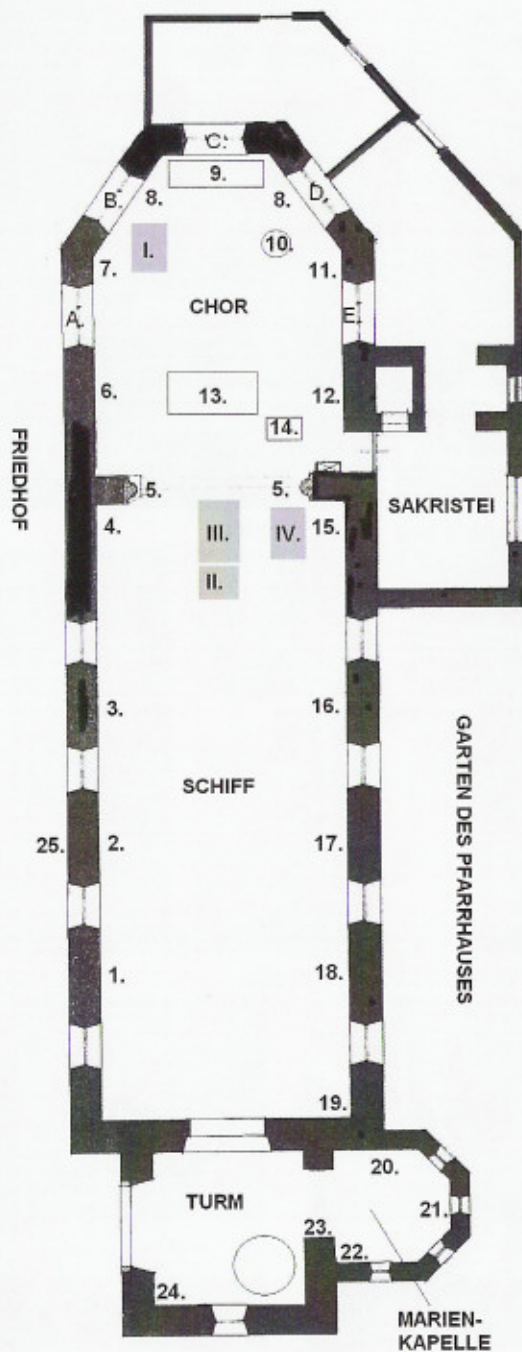 C.
9.
B.
8.
8.
D.
I.
10.
7.
11.
CHOR
A.
E.
6.
13.
12.
14.
FRIEDHOF
5.
5.
SAKRISTEI
4.
III.
IV.
15.
II.
3.
16.
SCHIFF
GARTEN DES PFARRHAUSES
25.
2.
17.
1.
18.
19.
20.
TURM
21.
23.
22.
24.
MARIEN-
KAPELLE